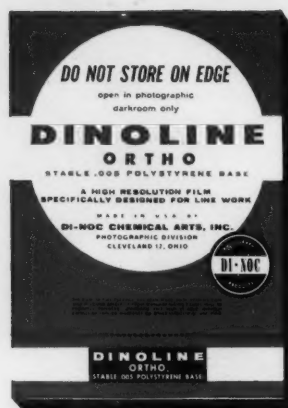 DO NOT STORE ON EDGE
open in photographic
darkroom only
DINOLINE
ORTHO
STABLE .005 POLYSTYRENE BASE
A HIGH RESOLUTION FILM
SPECIFICALLY DESIGNED FOR LINE WORK
MADE IN USA BY
DI-NOC CHEMICAL ARTS, INC.
PHOTOGRAPHIC DIVISION
CLEVELAND 12, OHIO
DI-NOC
DINOLINE
ORTHO
STABLE .005 POLYSTYRENE BASE